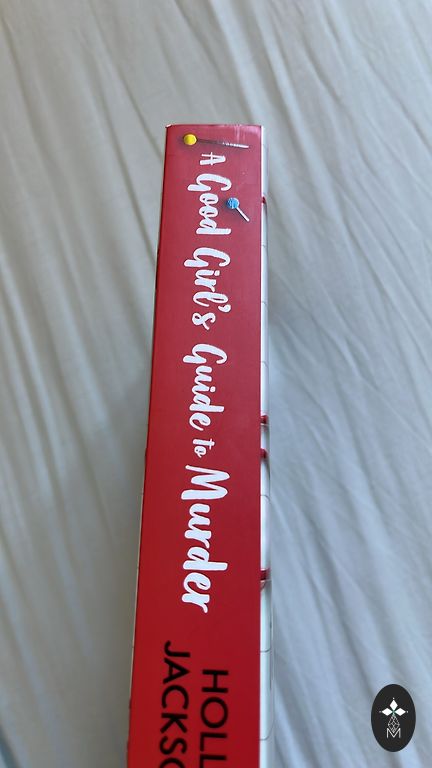 A Good Girl's Guide to Murder
HOLL
JACKSO
M